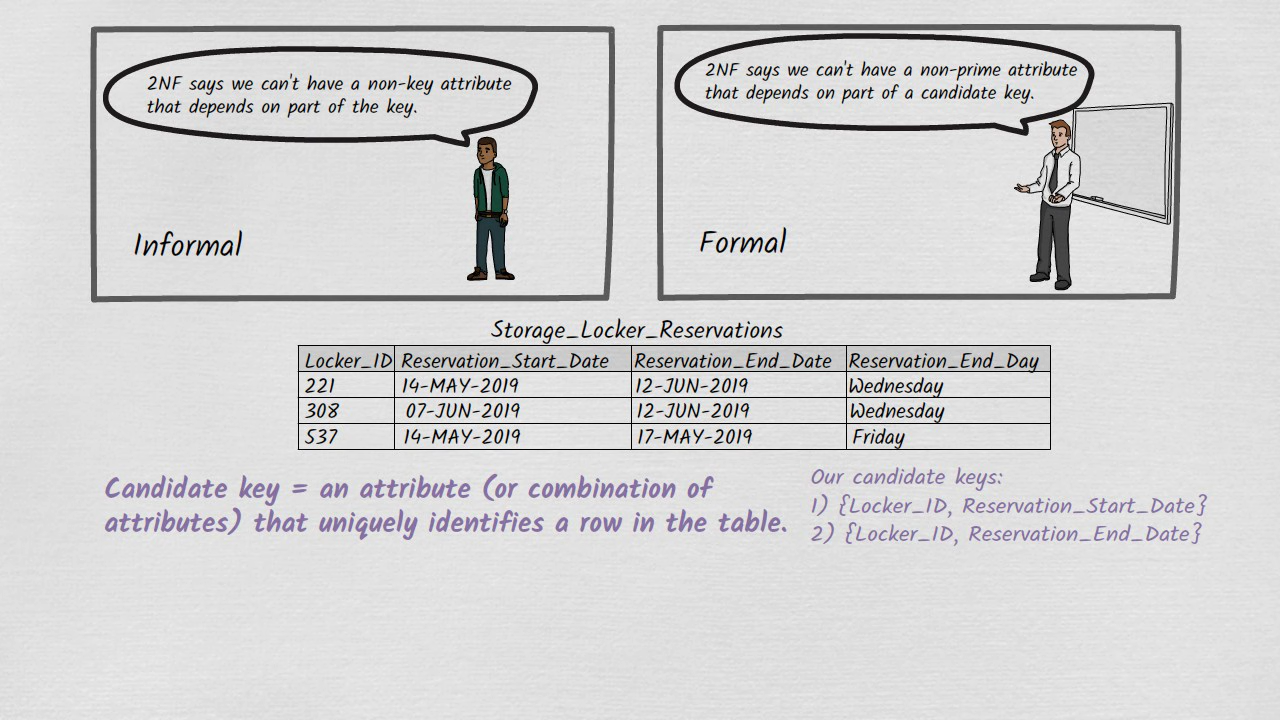 2NF says we can't have a non-key attribute
that depends on part of the key.
Informal
2NF says we can't have a non-prime attribute
that depends on part of a candidate key.
Formal
Storage_Locker_Reservations
Locker_ID Reservation_Start_Date Reservation_End_Date Reservation_End_Day
221 14-MAY-2019 12-JUN-2019 Wednesday
308 07-JUN-2019 12-JUN-2019 Wednesday
537 14-MAY-2019 17-MAY-2019 Friday
Candidate key = an attribute (or combination of
attributes) that uniquely identifies a row in the table.
Our candidate keys:
1) {Locker_ID, Reservation_Start_Date}
2) {Locker_ID, Reservation_End_Date}